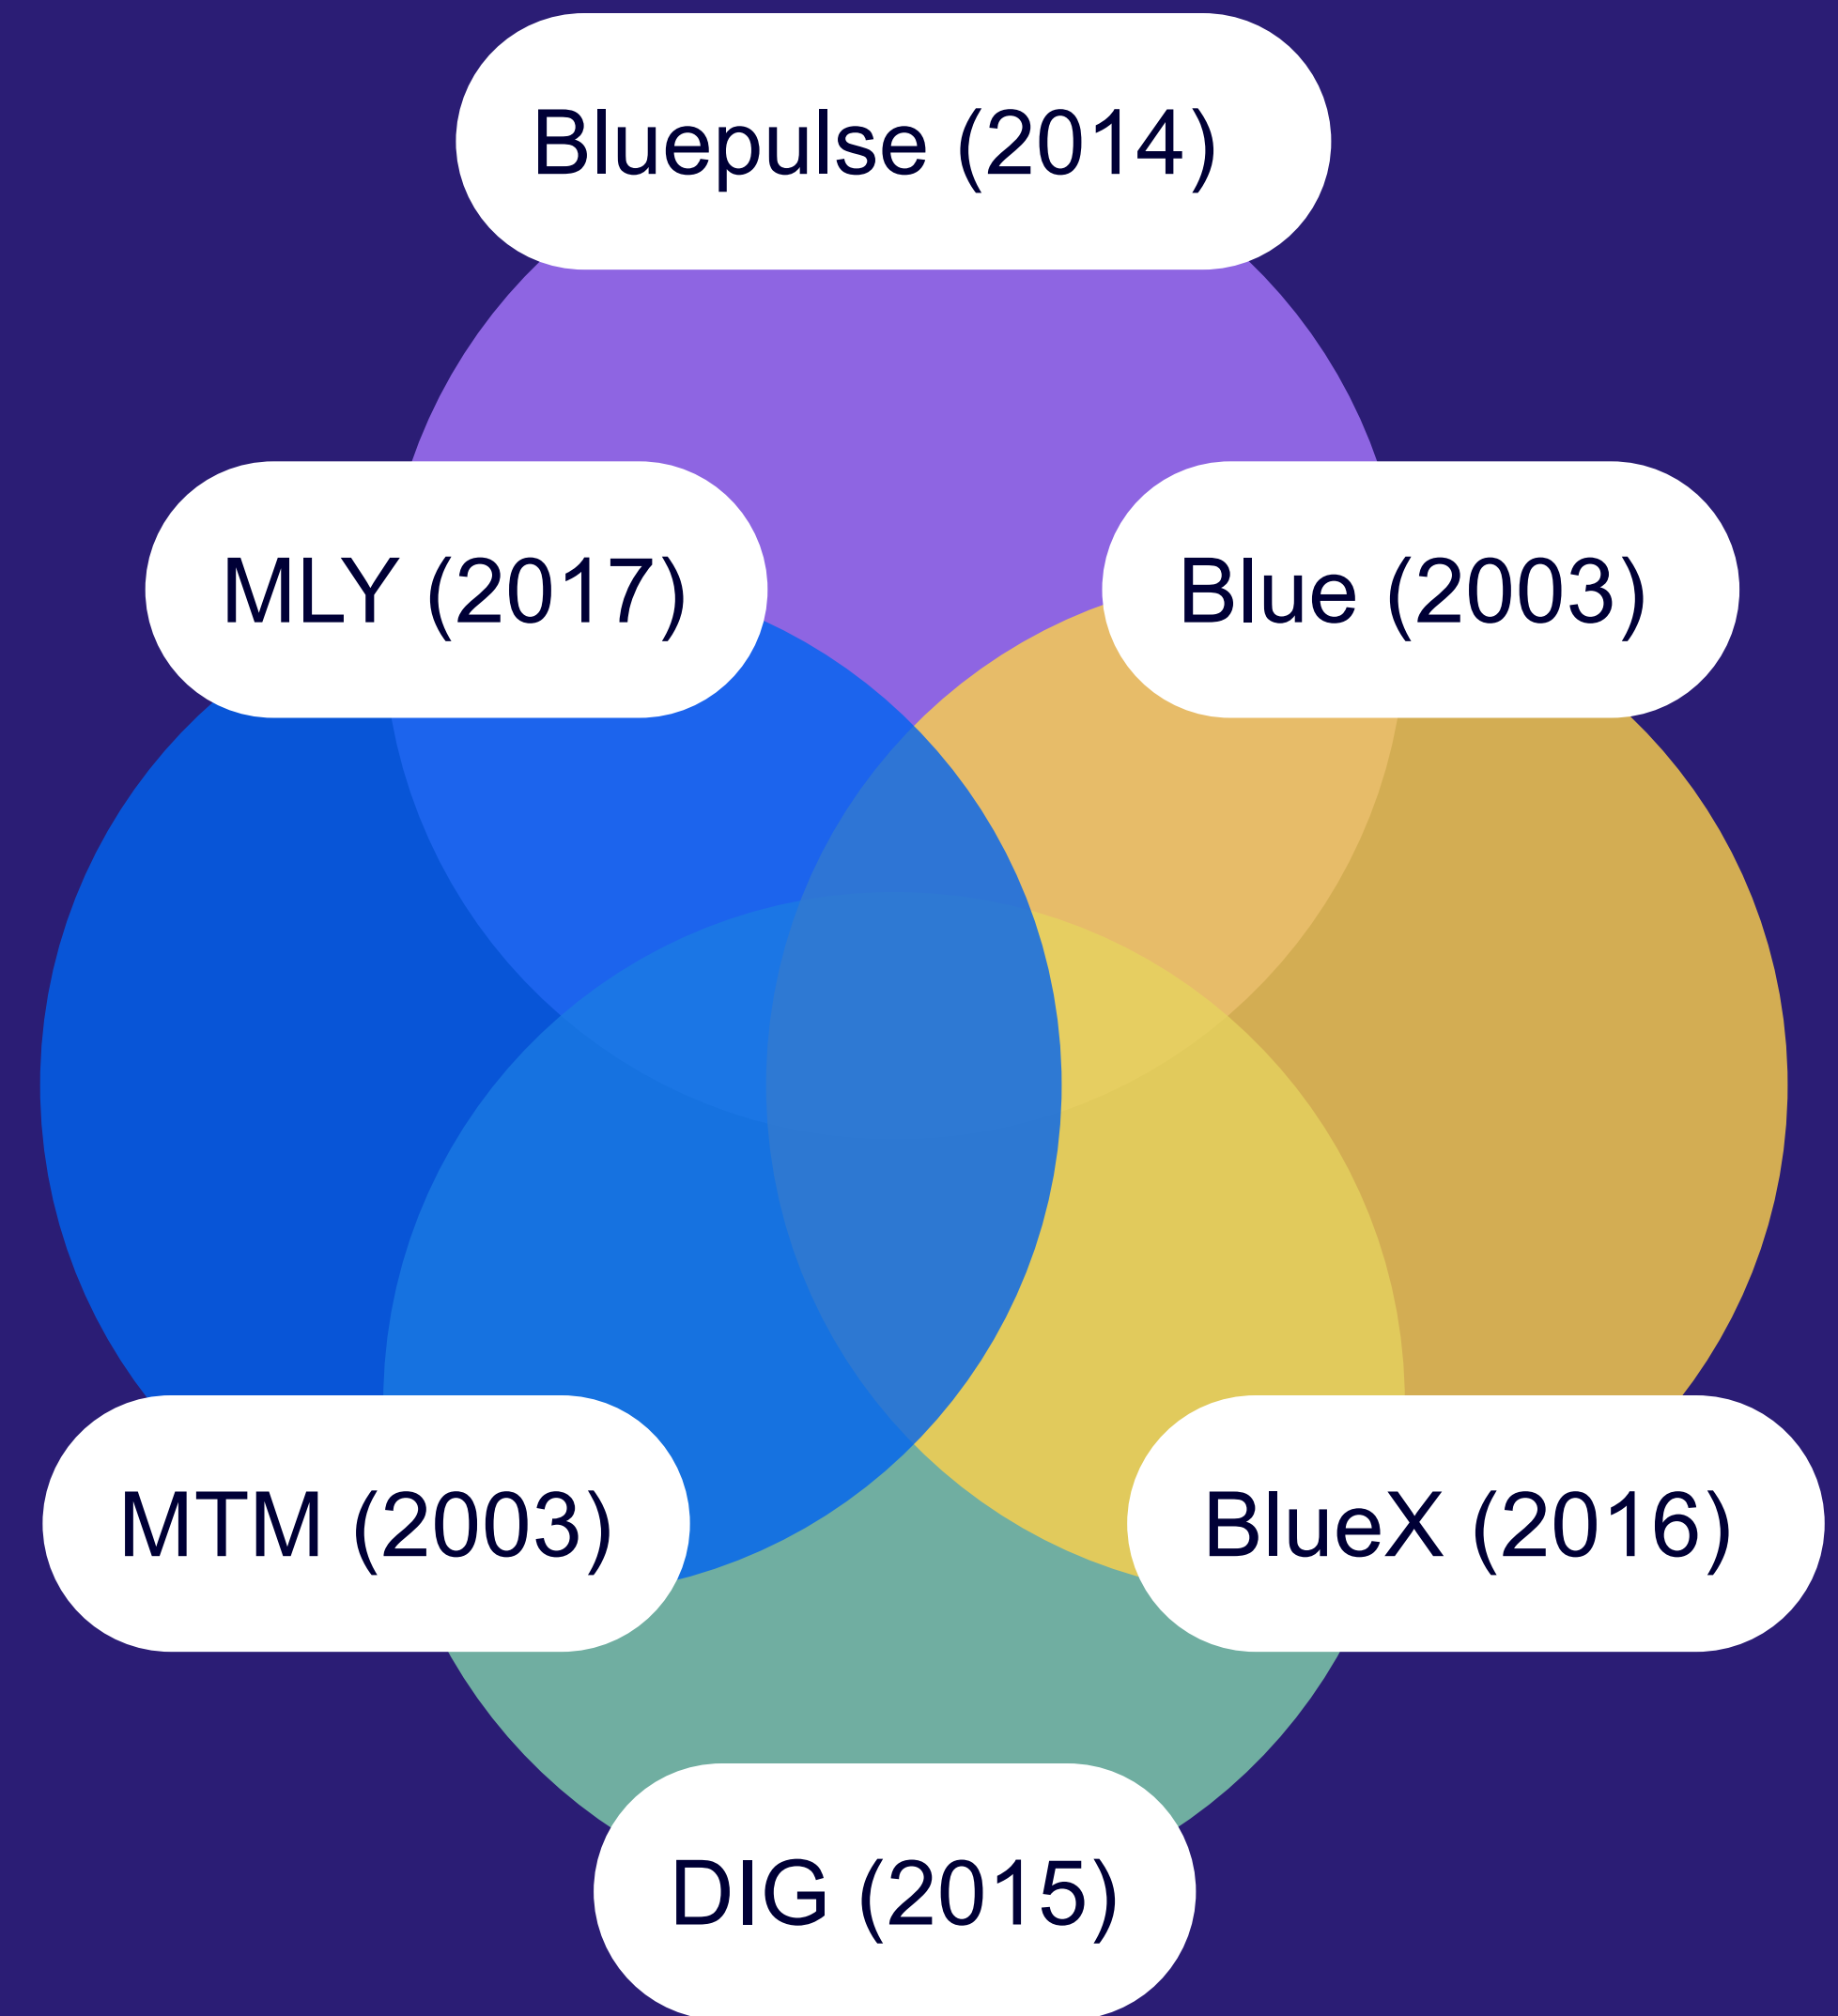 Bluepulse (2014)
MLY (2017)
Blue (2003)
MTM (2003)
BlueX (2016)
DIG (2015)